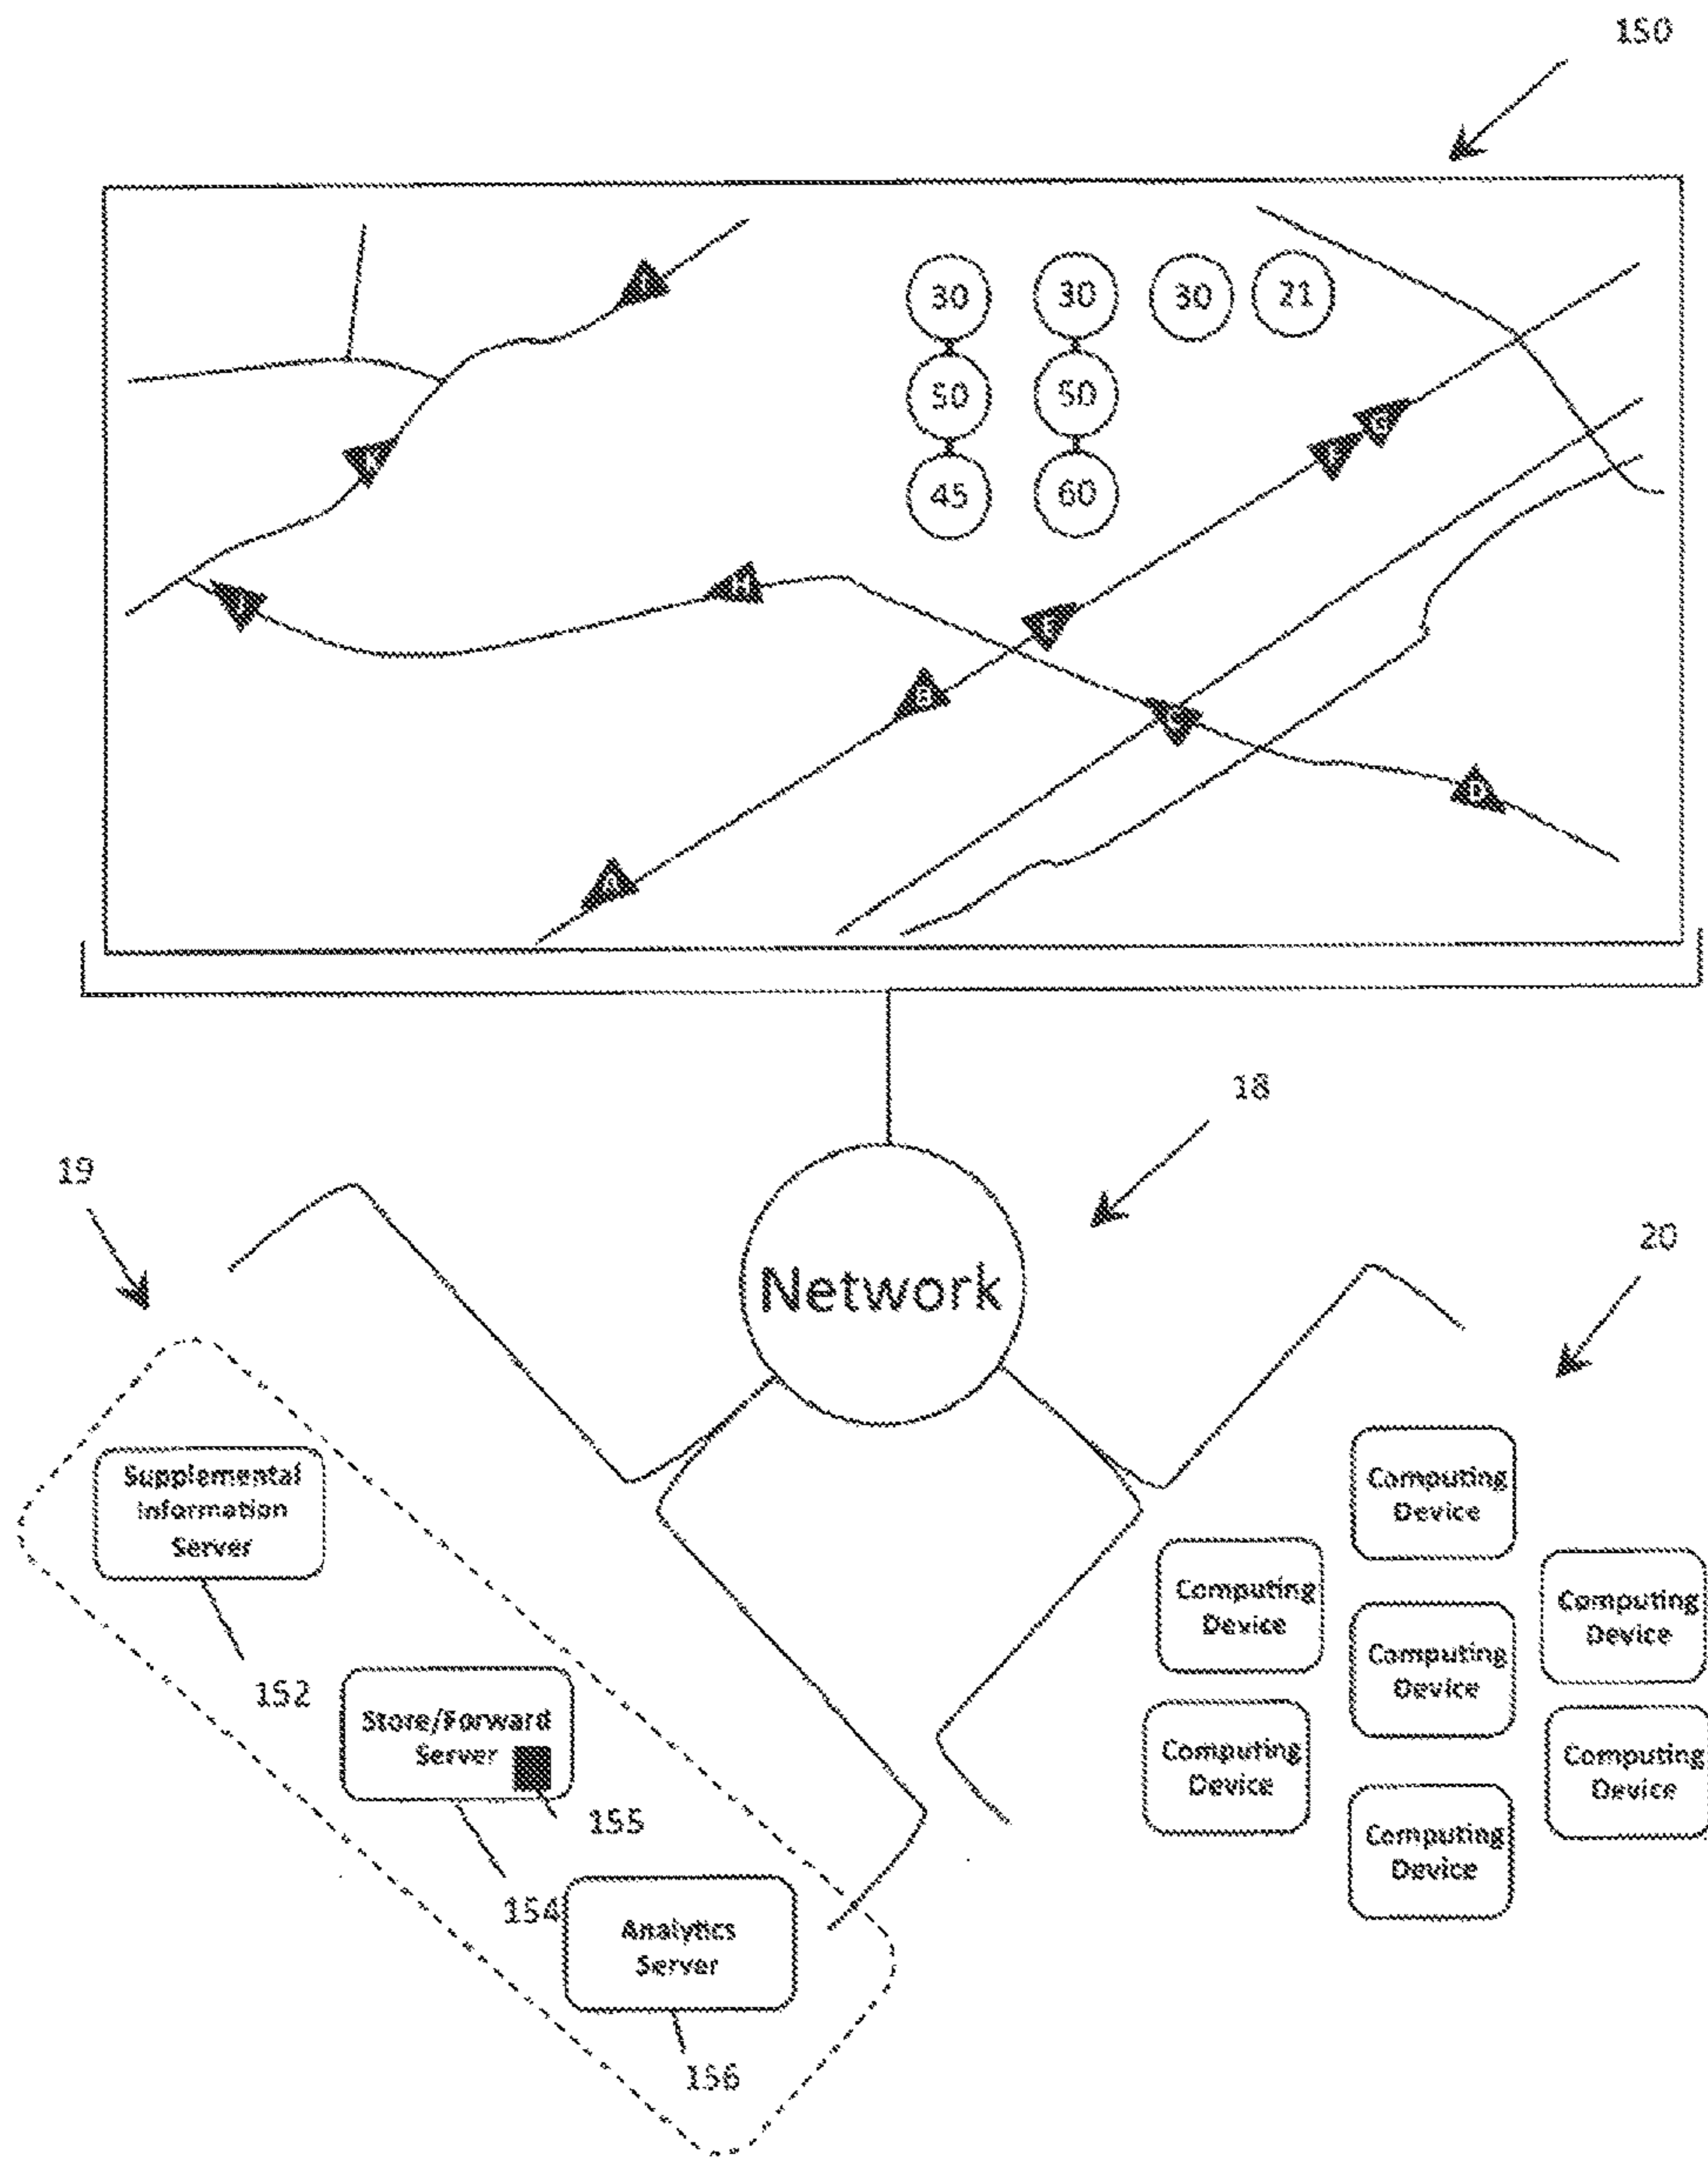 150
30 30 30 21
50 50
45 60
K
G
H
E
B
C
D
A
18
19
20
Network
Supplemental
Information
Server
152
Store/Forward
Server
155
154
Analytics
Server
156
Computing
Device
Computing
Device
Computing
Device
Computing
Device
Computing
Device
Computing
Device
Computing
Device